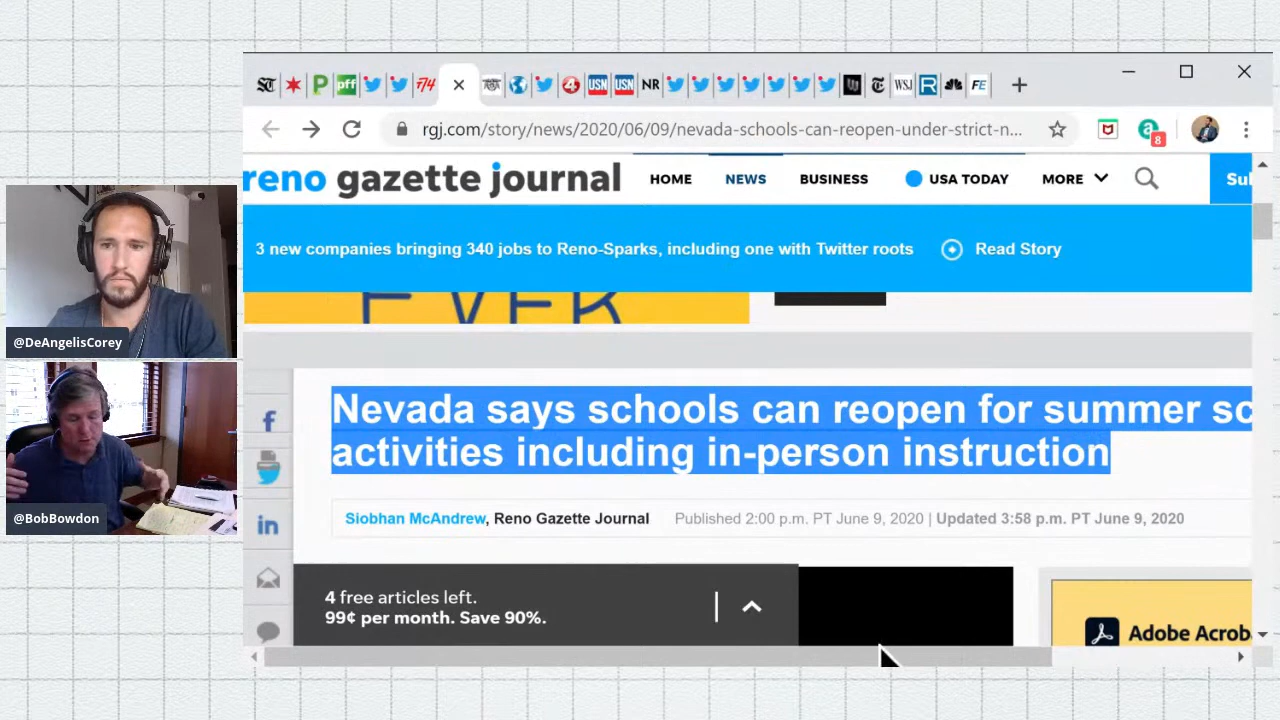 rgj.com/story/news/2020/06/09/nevada-schools-can-reopen-under-strict-n...
8
reno gazette journal
HOME NEWS BUSINESS USA TODAY MORE
3 new companies bringing 340 jobs to Reno-Sparks, including one with Twitter roots Read Story
Nevada says schools can reopen for summer sc
activities including in-person instruction
Siobhan McAndrew, Reno Gazette Journal Published 2:00 p.m. PT June 9, 2020 | Updated 3:58 p.m. PT June 9, 2020
4 free articles left.
99¢ per month. Save 90%.
Adobe Acrob
@DeAngelisCorey
@BobBowdon